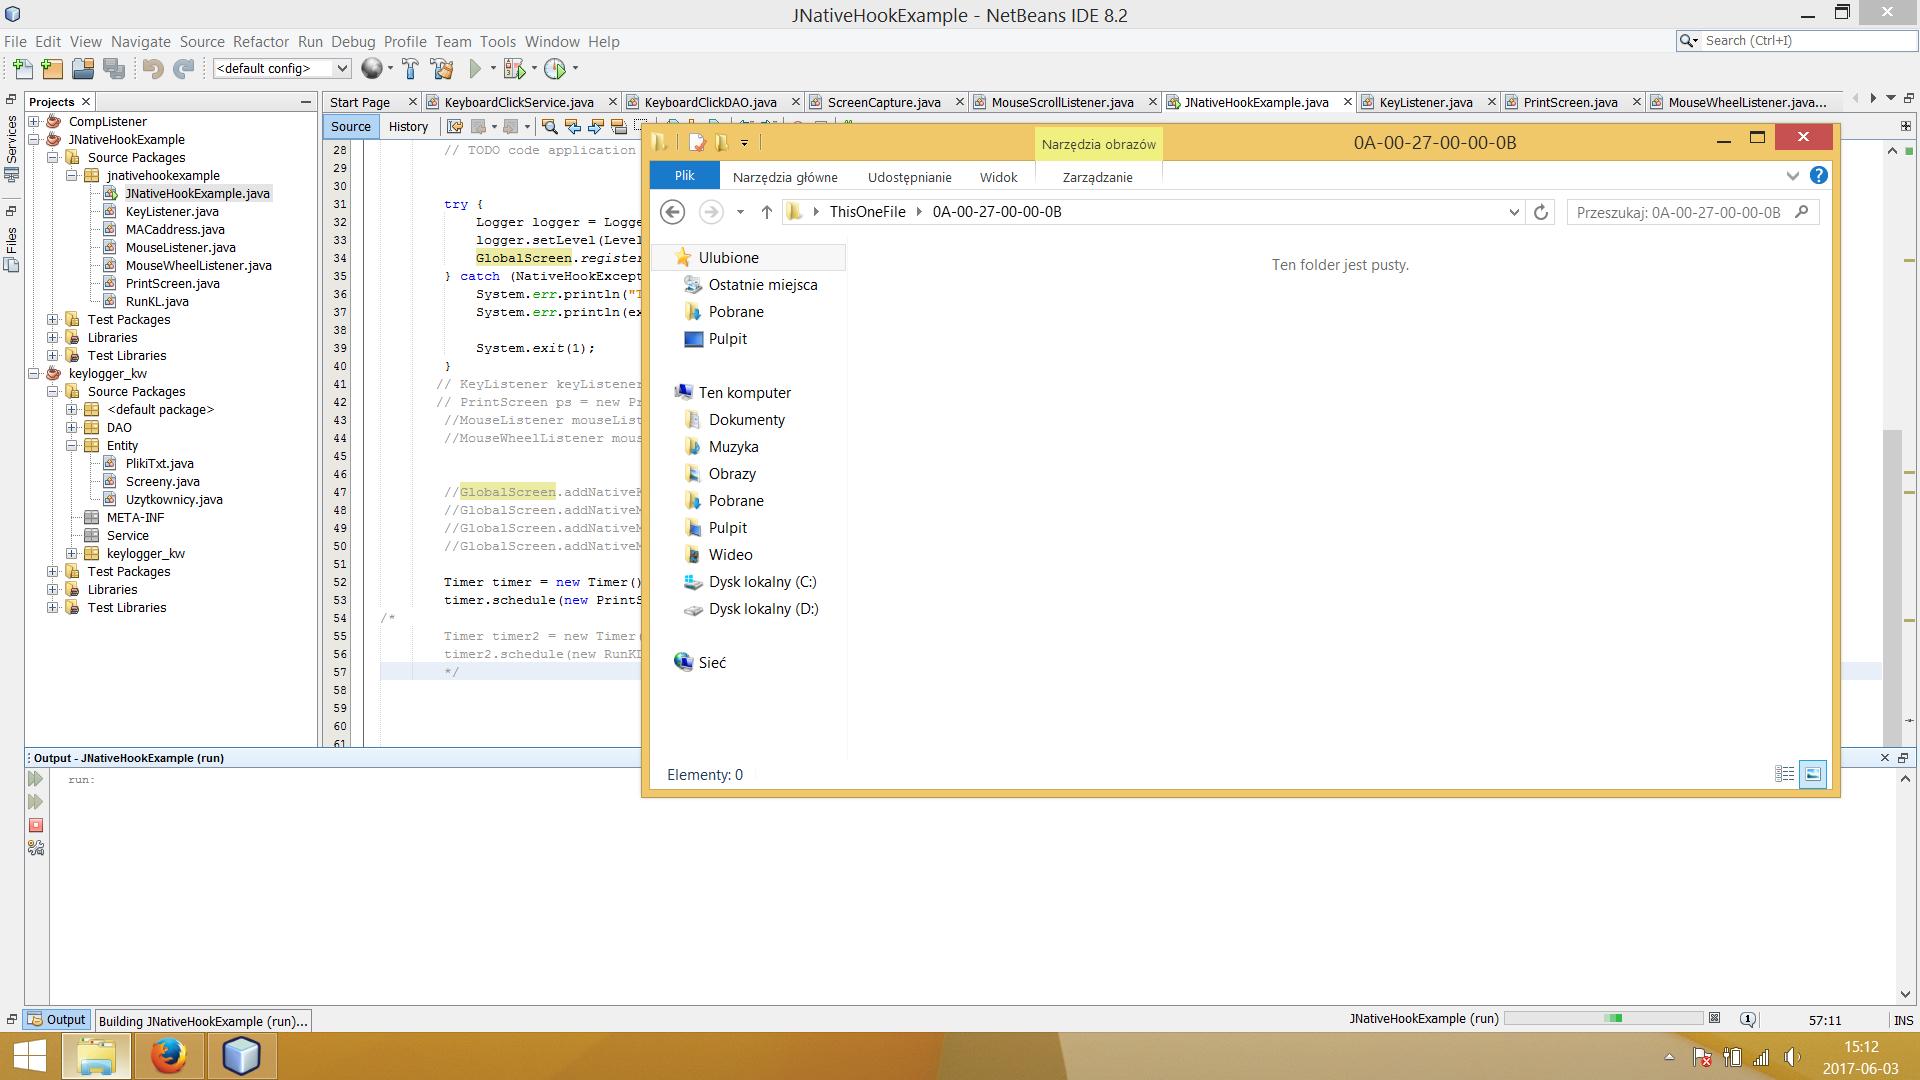 JNativeHookExample - NetBeans IDE 8.2
File Edit View Navigate Source Refactor Run Debug Profile Team Tools Window Help
Search (Ctrl+I)
<default config>
Projects
Start Page
KeyboardClickService.java
KeyboardClickDAO.java
ScreenCapture.java
MouseScrollListener.java
JNativeHookExample.java
KeyListener.java
PrintScreen.java
MouseWheelListener.java...
Services
Files
CompListener
JNativeHookExample
Source Packages
jnativehookexample
JNativeHookExample.java
KeyListener.java
MACaddress.java
MouseListener.java
MouseWheelListener.java
PrintScreen.java
RunKL.java
Test Packages
Libraries
Test Libraries
keylogger_kw
Source Packages
<default package>
DAO
Entity
PlikiTxt.java
Screeny.java
Uzytkownicy.java
META-INF
Service
keylogger_kw
Test Packages
Libraries
Test Libraries
Source History
28 // TODO code application
29
30
31 try {
32 Logger logger = Logge
33 logger.setLevel(Level
34 GlobalScreen.register
35 } catch (NativeHookExcept
36 System.err.println("T
37 System.err.println(ex
38
39 System.exit(1);
40 }
41 // KeyListener keyListener
42 // PrintScreen ps = new Pr
43 //MouseListener mouseList
44 //MouseWheelListener mous
45
46
47 //GlobalScreen.addNativeK
48 //GlobalScreen.addNativeM
49 //GlobalScreen.addNativeM
50 //GlobalScreen.addNativeM
51
52 Timer timer = new Timer()
53 timer.schedule(new PrintS
54 /*
55 Timer timer2 = new Timer(
56 timer2.schedule(new RunKL
57 */
58
59
60
61
Narzędzia obrazów
0A-00-27-00-00-0B
Plik
Narzędzia główne
Udostępnianie
Widok
Zarządzanie
ThisOneFile
0A-00-27-00-00-0B
Przeszukaj: 0A-00-27-00-00-0B
Ulubione
Ostatnie miejsca
Pobrane
Pulpit
Ten komputer
Dokumenty
Muzyka
Obrazy
Pobrane
Pulpit
Wideo
Dysk lokalny (C:)
Dysk lokalny (D:)
Sieć
Ten folder jest pusty.
Elementy: 0
Output - JNativeHookExample (run)
run:
Output
Building JNativeHookExample (run)...
JNativeHookExample (run)
57:11
INS
15:12
2017-06-03